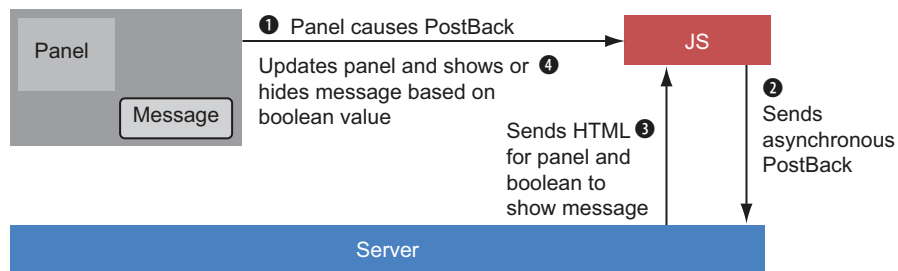 Panel
Message
❶ Panel causes PostBack
Updates panel and shows or ❹
hides message based on
boolean value
JS
❷
Sends
asynchronous
PostBack
Sends HTML ❸
for panel and
boolean to
show message
Server